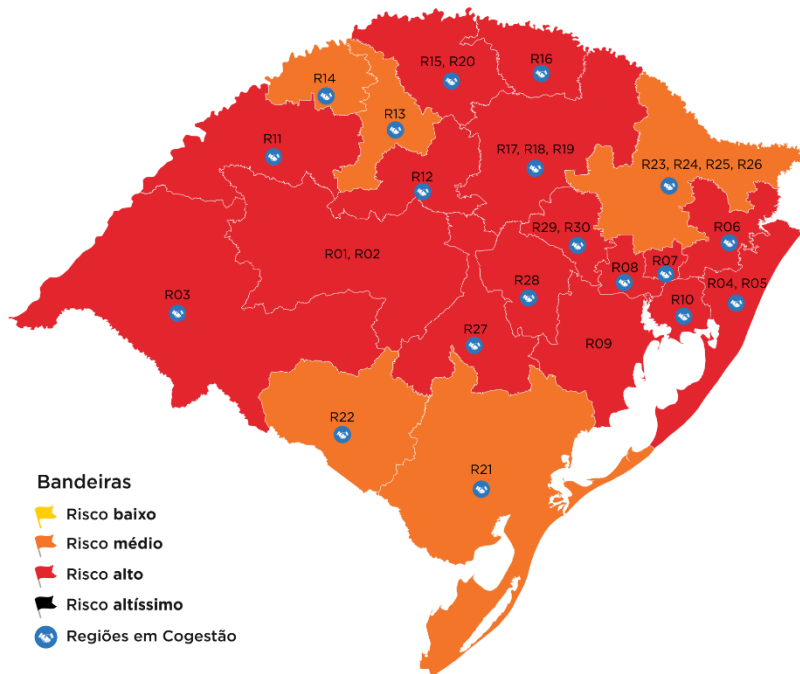 R15, R20
R16
R14
R13
R11
R17, R18, R19
R23, R24, R25, R26
R12
R29, R30
R06
R01, R02
R08
R07
R03
R28
R10
R04, R05
R27
R09
R22
R21
Bandeiras
Risco baixo
Risco médio
Risco alto
Risco altíssimo
Regiões em Cogestão